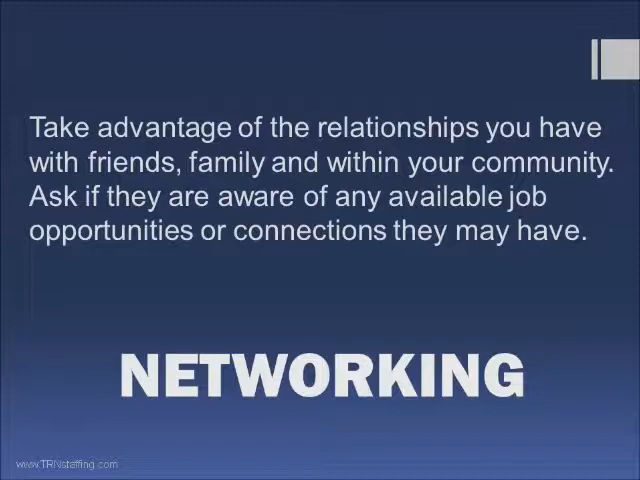 Take advantage of the relationships you have
with friends, family and within your community.
Ask if they are aware of any available job
opportunities or connections they may have.
NETWORKING
www.TRNstaffing.com